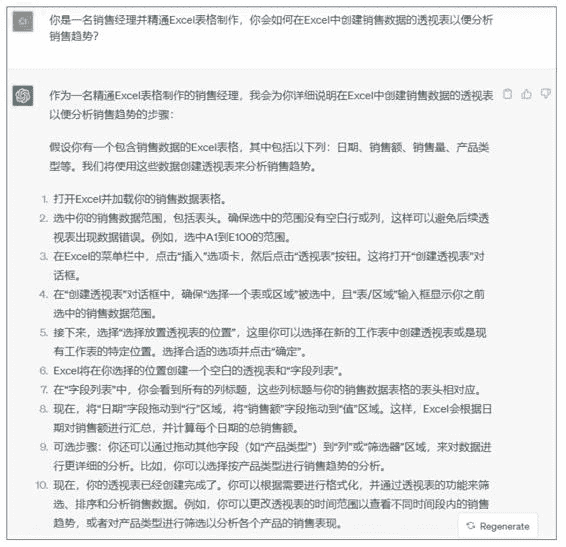 你是一名销售经理并精通Excel表格制作，你会如何在Excel中创建销售数据的透视表以便分析
销售趋势?
作为一名精通Excel表格制作的销售经理，我会为你详细说明在Excel中创建销售数据的透视表
以便分析销售趋势的步骤：
假设你有一个包含销售数据的Excel表格，其中包括以下列：日期、销售额、销售量、产品类
型等。我们将使用这些数据创建透视表来分析销售趋势。
1. 打开Excel并加载你的销售数据表格。
2. 选中你的销售数据范围，包括表头。确保选中的范围没有空白行或列，这样可以避免后续透
视表出现数据错误。例如，选中A1到E100的范围。
3. 在Excel的菜单栏中，点击“插入”选项卡，然后点击“透视表”按钮。这将打开“创建透视表”对
话框。
4. 在“创建透视表”对话框中，确保“选择一个表或区域”被选中，且“表/区域”输入框显示你之前
选中的销售数据范围。
5. 接下来，选择“选择放置透视表的位置”，这里你可以选择在新的工作表中创建透视表或是现
有工作表的特定位置。选择合适的选项并点击“确定”。
6. Excel将在你选择的位置创建一个空白的透视表和“字段列表”。
7. 在“字段列表”中，你会看到所有的列标题，这些列标题与你的销售数据表格的表头相对应。
8. 现在，将“日期”字段拖动到“行”区域，将“销售额”字段拖动到“值”区域。这样，Excel会根据日
期对销售额进行汇总，并计算每个日期的总销售额。
9. 可选步骤：你还可以通过拖动其他字段（如“产品类型”）到“列”或“筛选器”区域，来对数据进
行更详细的分析。比如，你可以选择按产品类型进行销售趋势的分析。
10. 现在，你的透视表已经创建完成了。你可以根据需要进行格式化，并通过透视表的功能来筛
选、排序和分析销售数据。例如，你可以更改透视表的时间范围以查看不同时间段内的销售
趋势，或者对产品类型进行筛选以分析各个产品的销售表现。
Regenerate